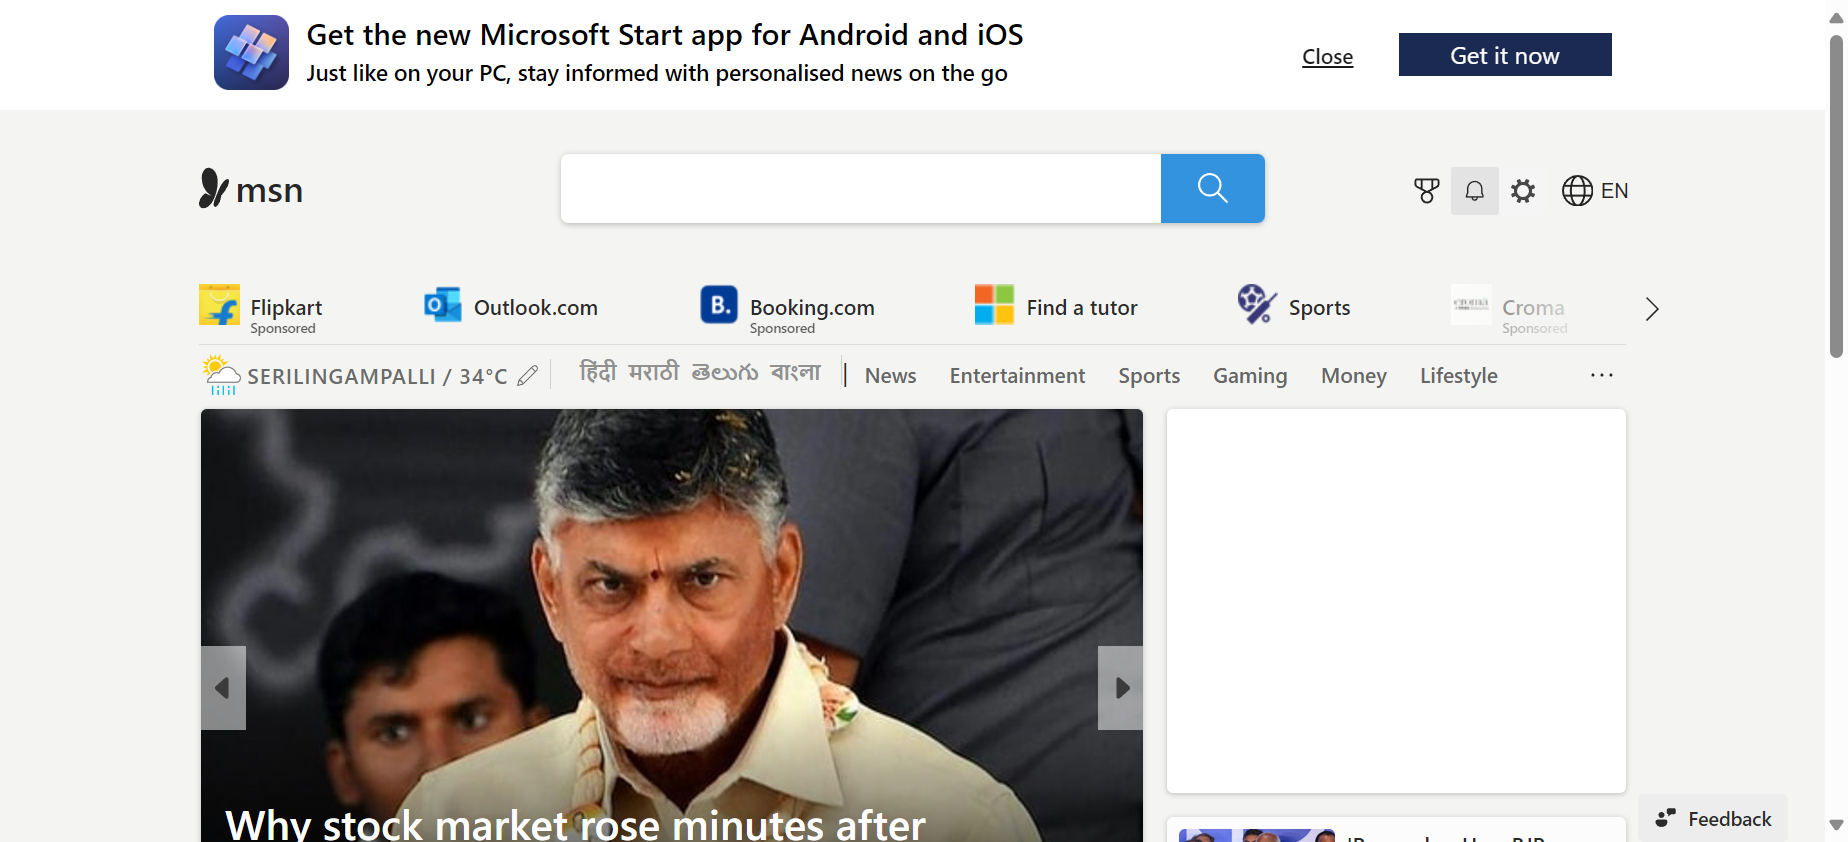 Get the new Microsoft Start app for Android and iOS
Just like on your PC, stay informed with personalised news on the go
Close
Get it now
msn
EN
Flipkart
Sponsored
Outlook.com
B.
Booking.com
Sponsored
Find a tutor
Sports
croma
Croma
Sponsored
SERILINGAMPALLI / 34°C
हिंदी मराठी తెలుగు বাংলা
News Entertainment Sports Gaming Money Lifestyle
Why stock market rose minutes after
Feedback